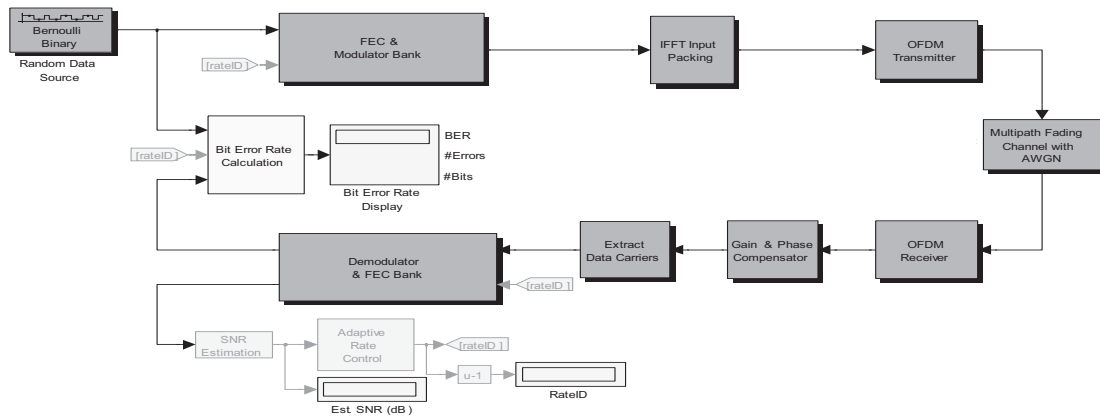 Bernoulli
Binary
Random Data
Source
[rateID ]
FEC &
Modulator Bank
IFFT Input
Packing
OFDM
Transmitter
Multipath Fading
Channel with
AWGN
[rateID ]
Bit Error Rate
Calculation
BER
#Errors
#Bits
Bit Error Rate
Display
Demodulator
& FEC Bank
[rateID ]
Extract
Data Carriers
Gain & Phase
Compensator
OFDM
Receiver
SNR
Estimation
Adaptive
Rate
Control
[rateID ]
u-1
RateID
Est. SNR (dB )